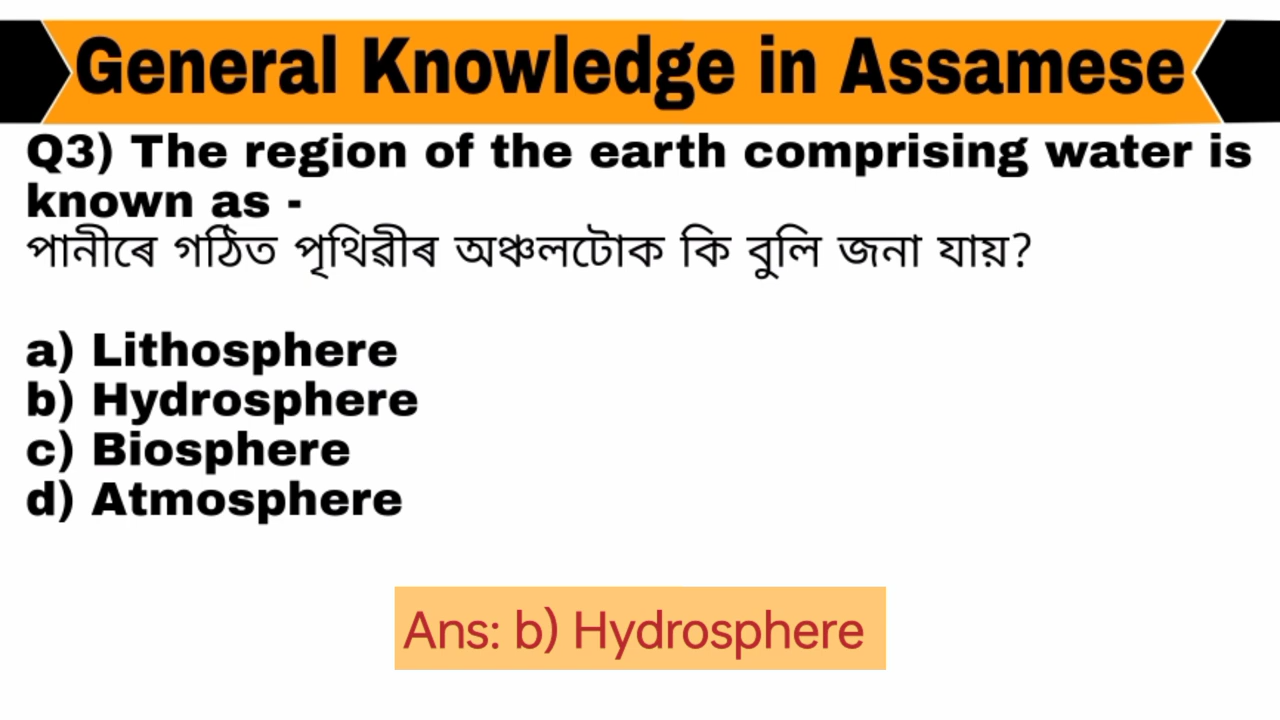 General Knowledge in Assamese
Q3) The region of the earth comprising water is
known as -
পানীৰে গঠিত পৃথিৱীৰ অঞ্চলটোক কি বুলি জনা যায়?
a) Lithosphere
b) Hydrosphere
c) Biosphere
d) Atmosphere
Ans: b) Hydrosphere